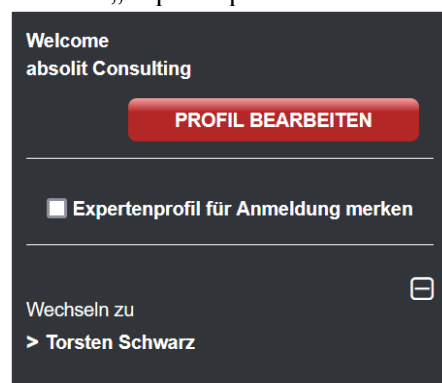 Welcome
absolit Consulting
PROFIL BEARBEITEN
Expertenprofil für Anmeldung merken
Wechseln zu
> Torsten Schwarz